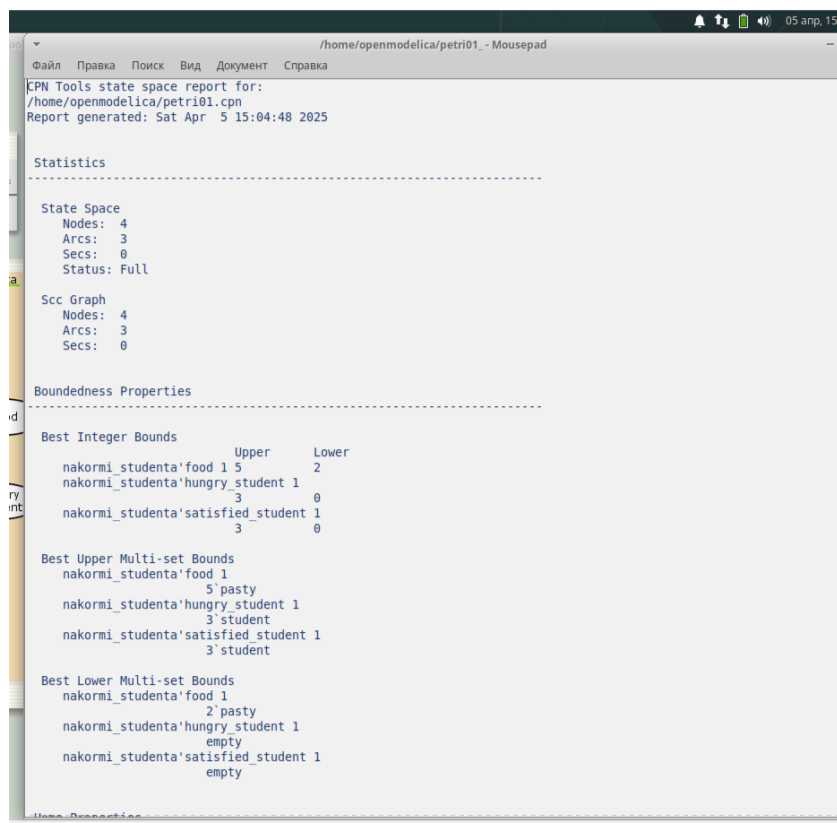 05 апр, 15
/home/openmodelica/petri01_ - Mousepad
Файл Правка Поиск Вид Документ Справка
CPN Tools state space report for:
/home/openmodelica/petri01.cpn
Report generated: Sat Apr  5 15:04:48 2025
Statistics
------------------------------------------------------------------------
State Space
Nodes:  4
Arcs:   3
Secs:   0
Status: Full
Scc Graph
Nodes:  4
Arcs:   3
Secs:   0
Boundedness Properties
------------------------------------------------------------------------
Best Integer Bounds
Upper      Lower
nakormi_studenta'food 1 5          2
nakormi_studenta'hungry_student 1
3          0
nakormi_studenta'satisfied_student 1
3          0
Best Upper Multi-set Bounds
nakormi_studenta'food 1
5`pasty
nakormi_studenta'hungry_student 1
3`student
nakormi_studenta'satisfied_student 1
3`student
Best Lower Multi-set Bounds
nakormi_studenta'food 1
2`pasty
nakormi_studenta'hungry_student 1
empty
nakormi_studenta'satisfied_student 1
empty
Home Properties